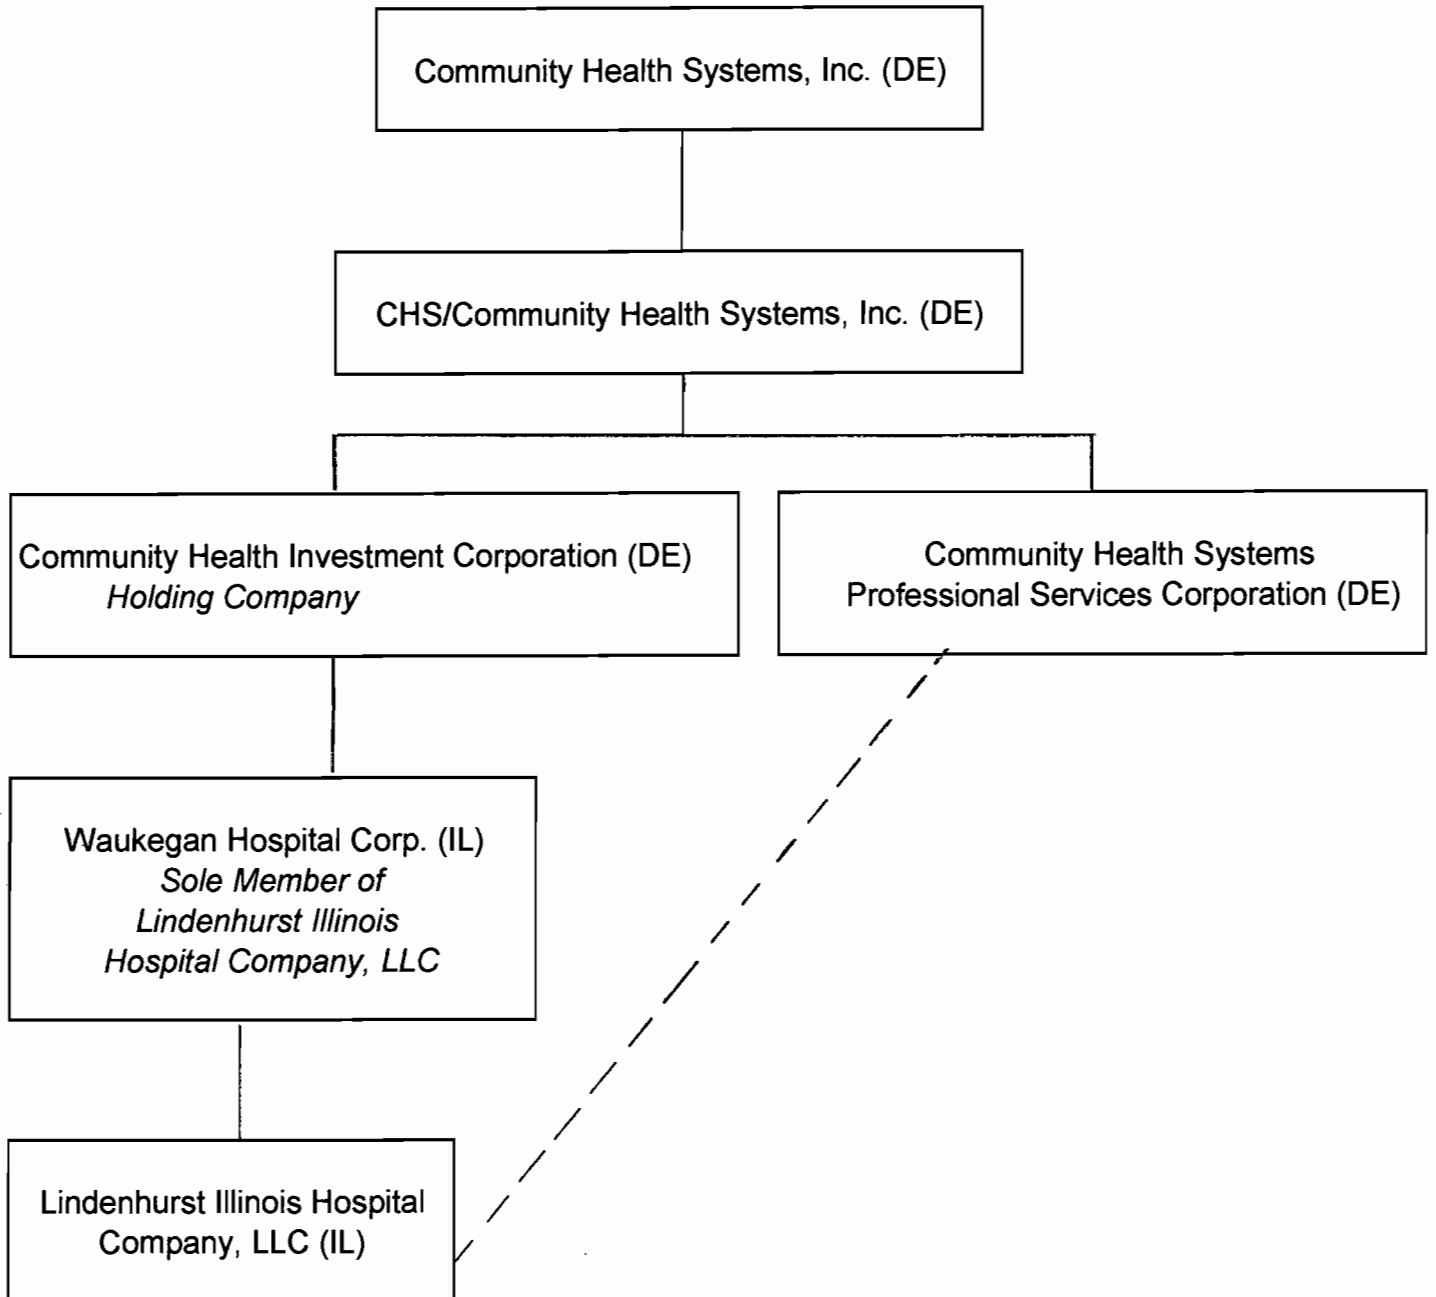 Community Health Systems, Inc. (DE)
CHS/Community Health Systems, Inc. (DE)
Community Health Investment Corporation (DE)
Holding Company
Community Health Systems
Professional Services Corporation (DE)
Waukegan Hospital Corp. (IL)
Sole Member of
Lindenhurst Illinois
Hospital Company, LLC
Lindenhurst Illinois Hospital
Company, LLC (IL)